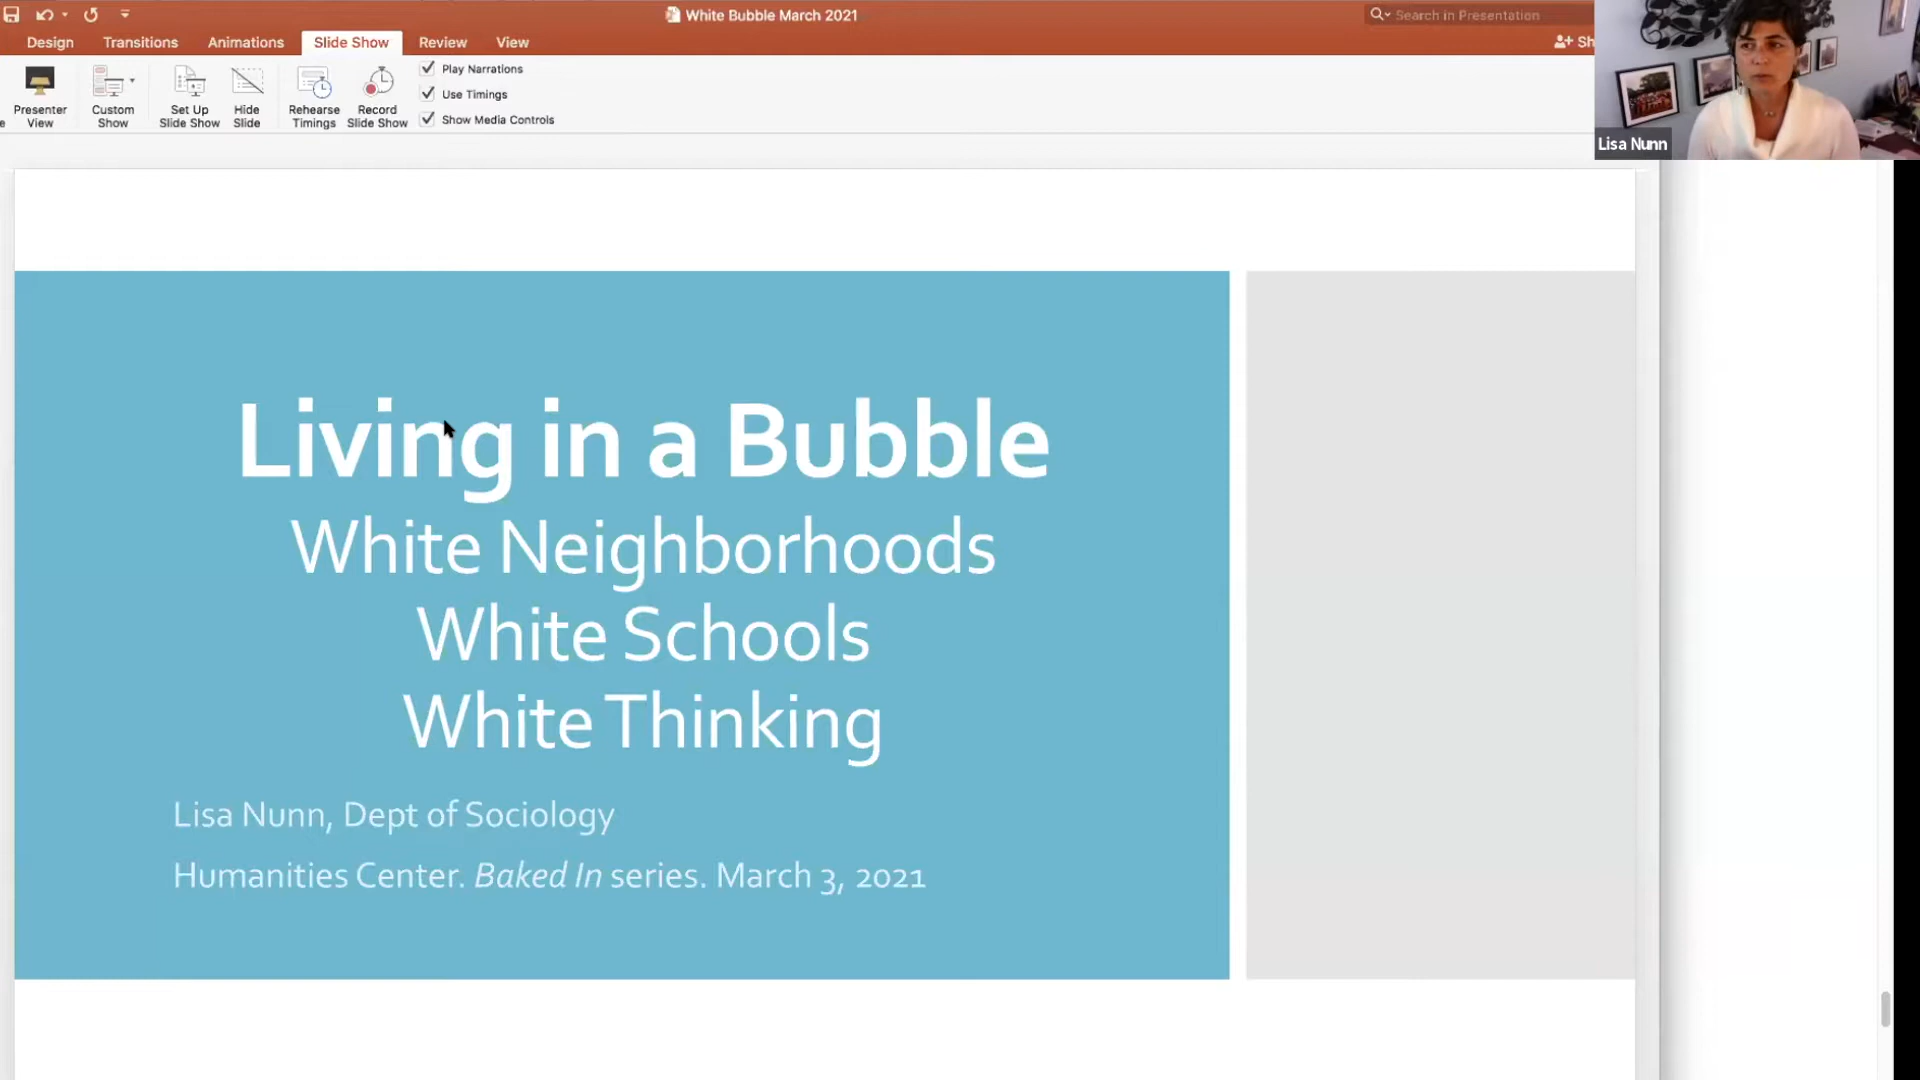 White Bubble March 2021
Search in Presentation
Design
Transitions
Animations
Slide Show
Review
View
Sh
Presenter View
Custom Show
Set Up Slide Show
Hide Slide
Rehearse Timings
Record Slide Show
Play Narrations
Use Timings
Show Media Controls
Lisa Nunn
Living in a Bubble
White Neighborhoods
White Schools
White Thinking
Lisa Nunn, Dept of Sociology
Humanities Center. Baked In series. March 3, 2021